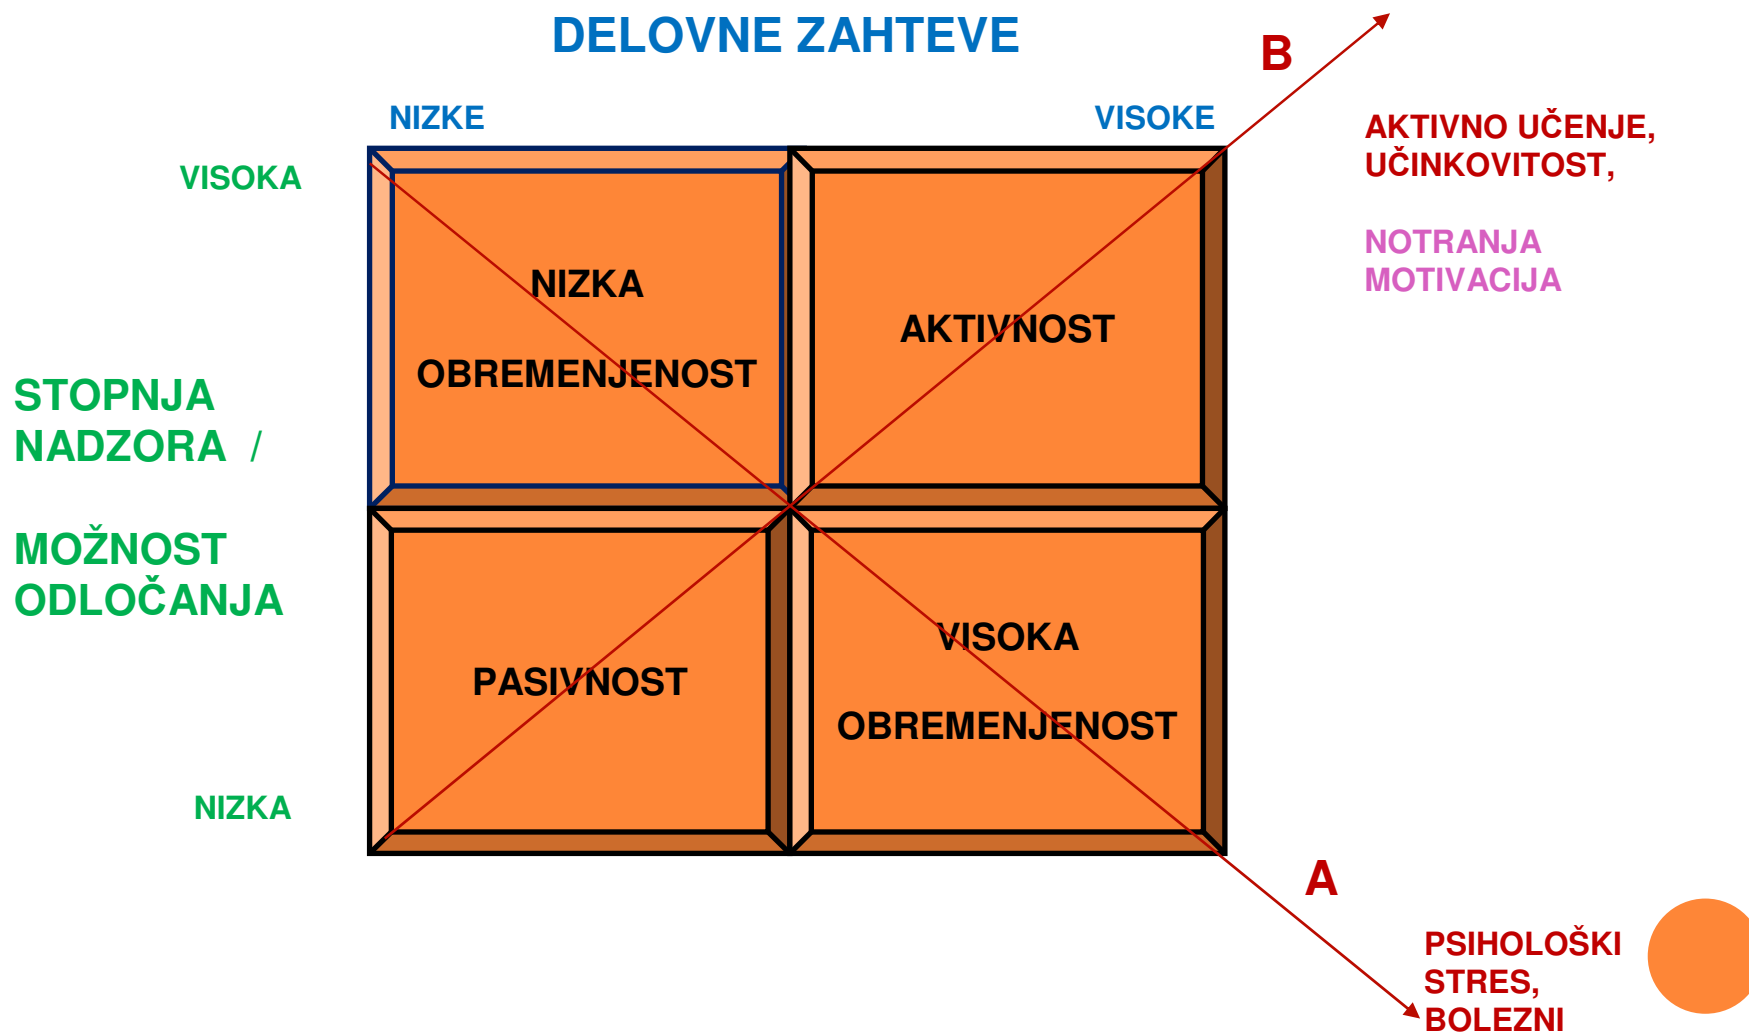 DELOVNE ZAHTEVE
B
NIZKE
VISOKE
AKTIVNO UČENJE,
UČINKOVITOST,
NOTRANJA
MOTIVACIJA
VISOKA
NIZKA
OBREMENJENOST
AKTIVNOST
STOPNJA
NADZORA /
MOŽNOST
ODLOČANJA
PASIVNOST
VISOKA
OBREMENJENOST
NIZKA
A
PSIHOLOŠKI
STRES,
BOLEZNI